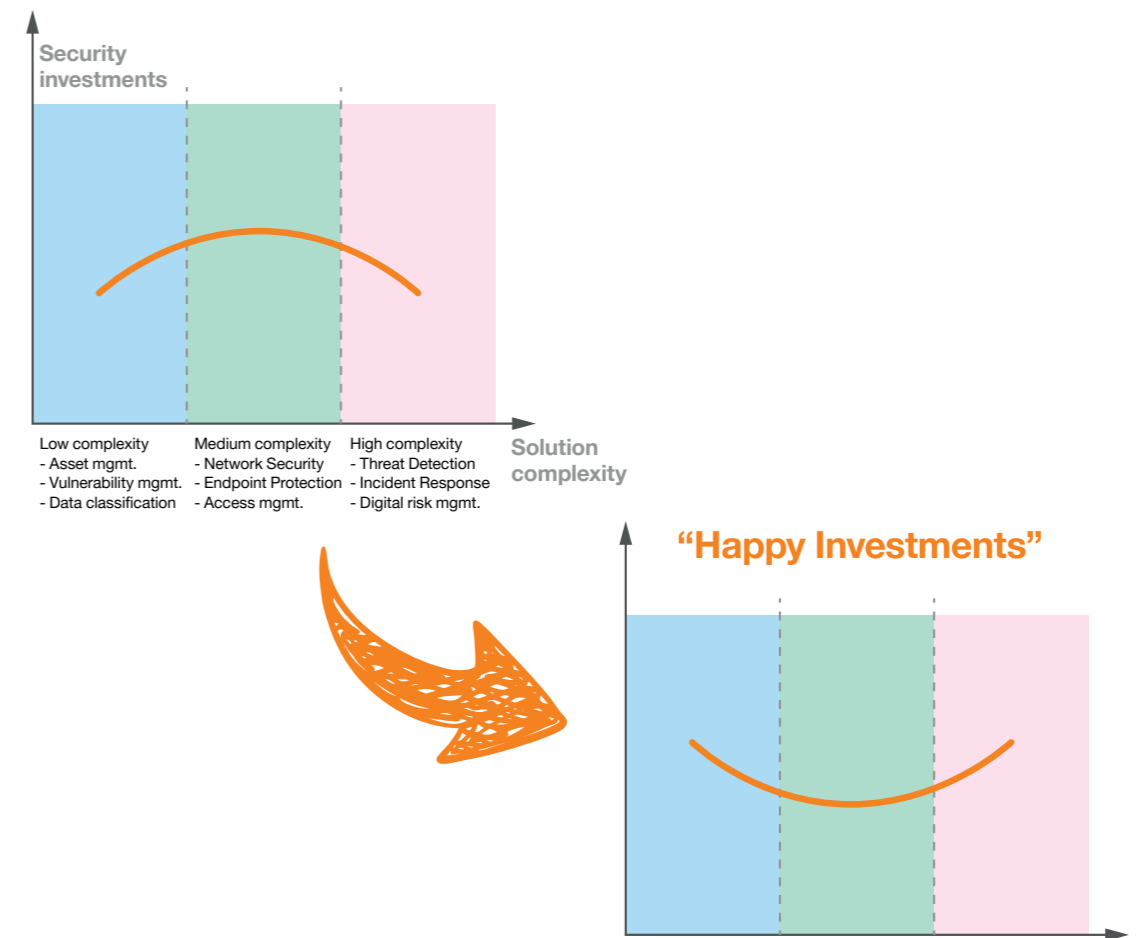 Security
investments
Low complexity
- Asset mgmt.
- Vulnerability mgmt.
- Data classification
Medium complexity
- Network Security
- Endpoint Protection
- Access mgmt.
High complexity
- Threat Detection
- Incident Response
- Digital risk mgmt.
Solution
complexity
“Happy Investments”